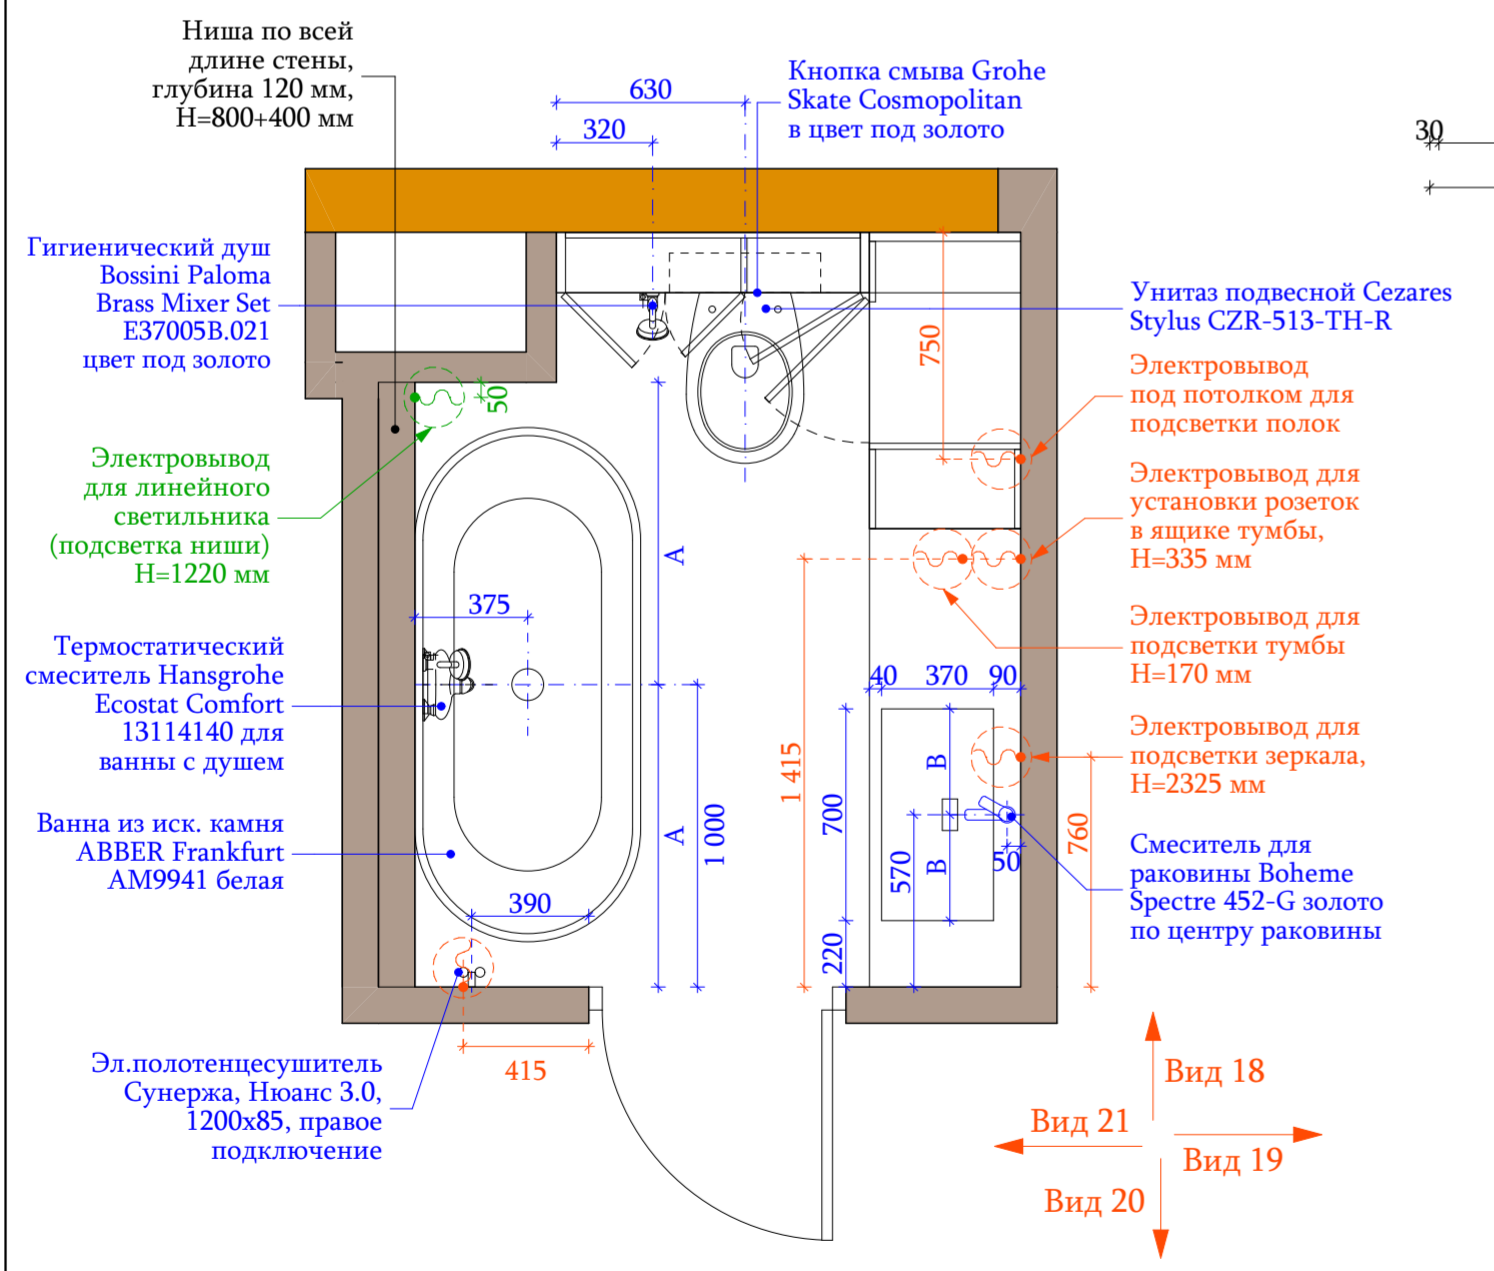 Ниша по всей
длине стены,
глубина 120 мм,
H=800+400 мм
630
320
Кнопка смыва Grohe
Skate Cosmopolitan
в цвет под золото
30
Гигиенический душ
Bossini Paloma
Brass Mixer Set
E37005B.021
цвет под золото
Унитаз подвесной Cezares
Stylus CZR-513-TH-R
750
50
Электровывод
под потолком для
подсветки полок
Электровывод
для линейного
светильника
(подсветка ниши)
H=1220 мм
Электровывод для
установки розеток
в ящике тумбы,
H=335 мм
A
375
Электровывод для
подсветки тумбы
H=170 мм
Термостатический
смеситель Hansgrohe
Ecostat Comfort
13114140 для
ванны с душем
40
370
90
Электровывод для
подсветки зеркала,
H=2325 мм
1 415
B
700
A
1 000
760
Ванна из иск. камня
ABBER Frankfurt
AM9941 белая
570
B
50
Смеситель для
раковины Boheme
Spectre 452-G золото
по центру раковины
390
220
415
Эл.полотенцесушитель
Сунержа, Нюанс 3.0,
1200x85, правое
подключение
Вид 18
Вид 21
Вид 19
Вид 20